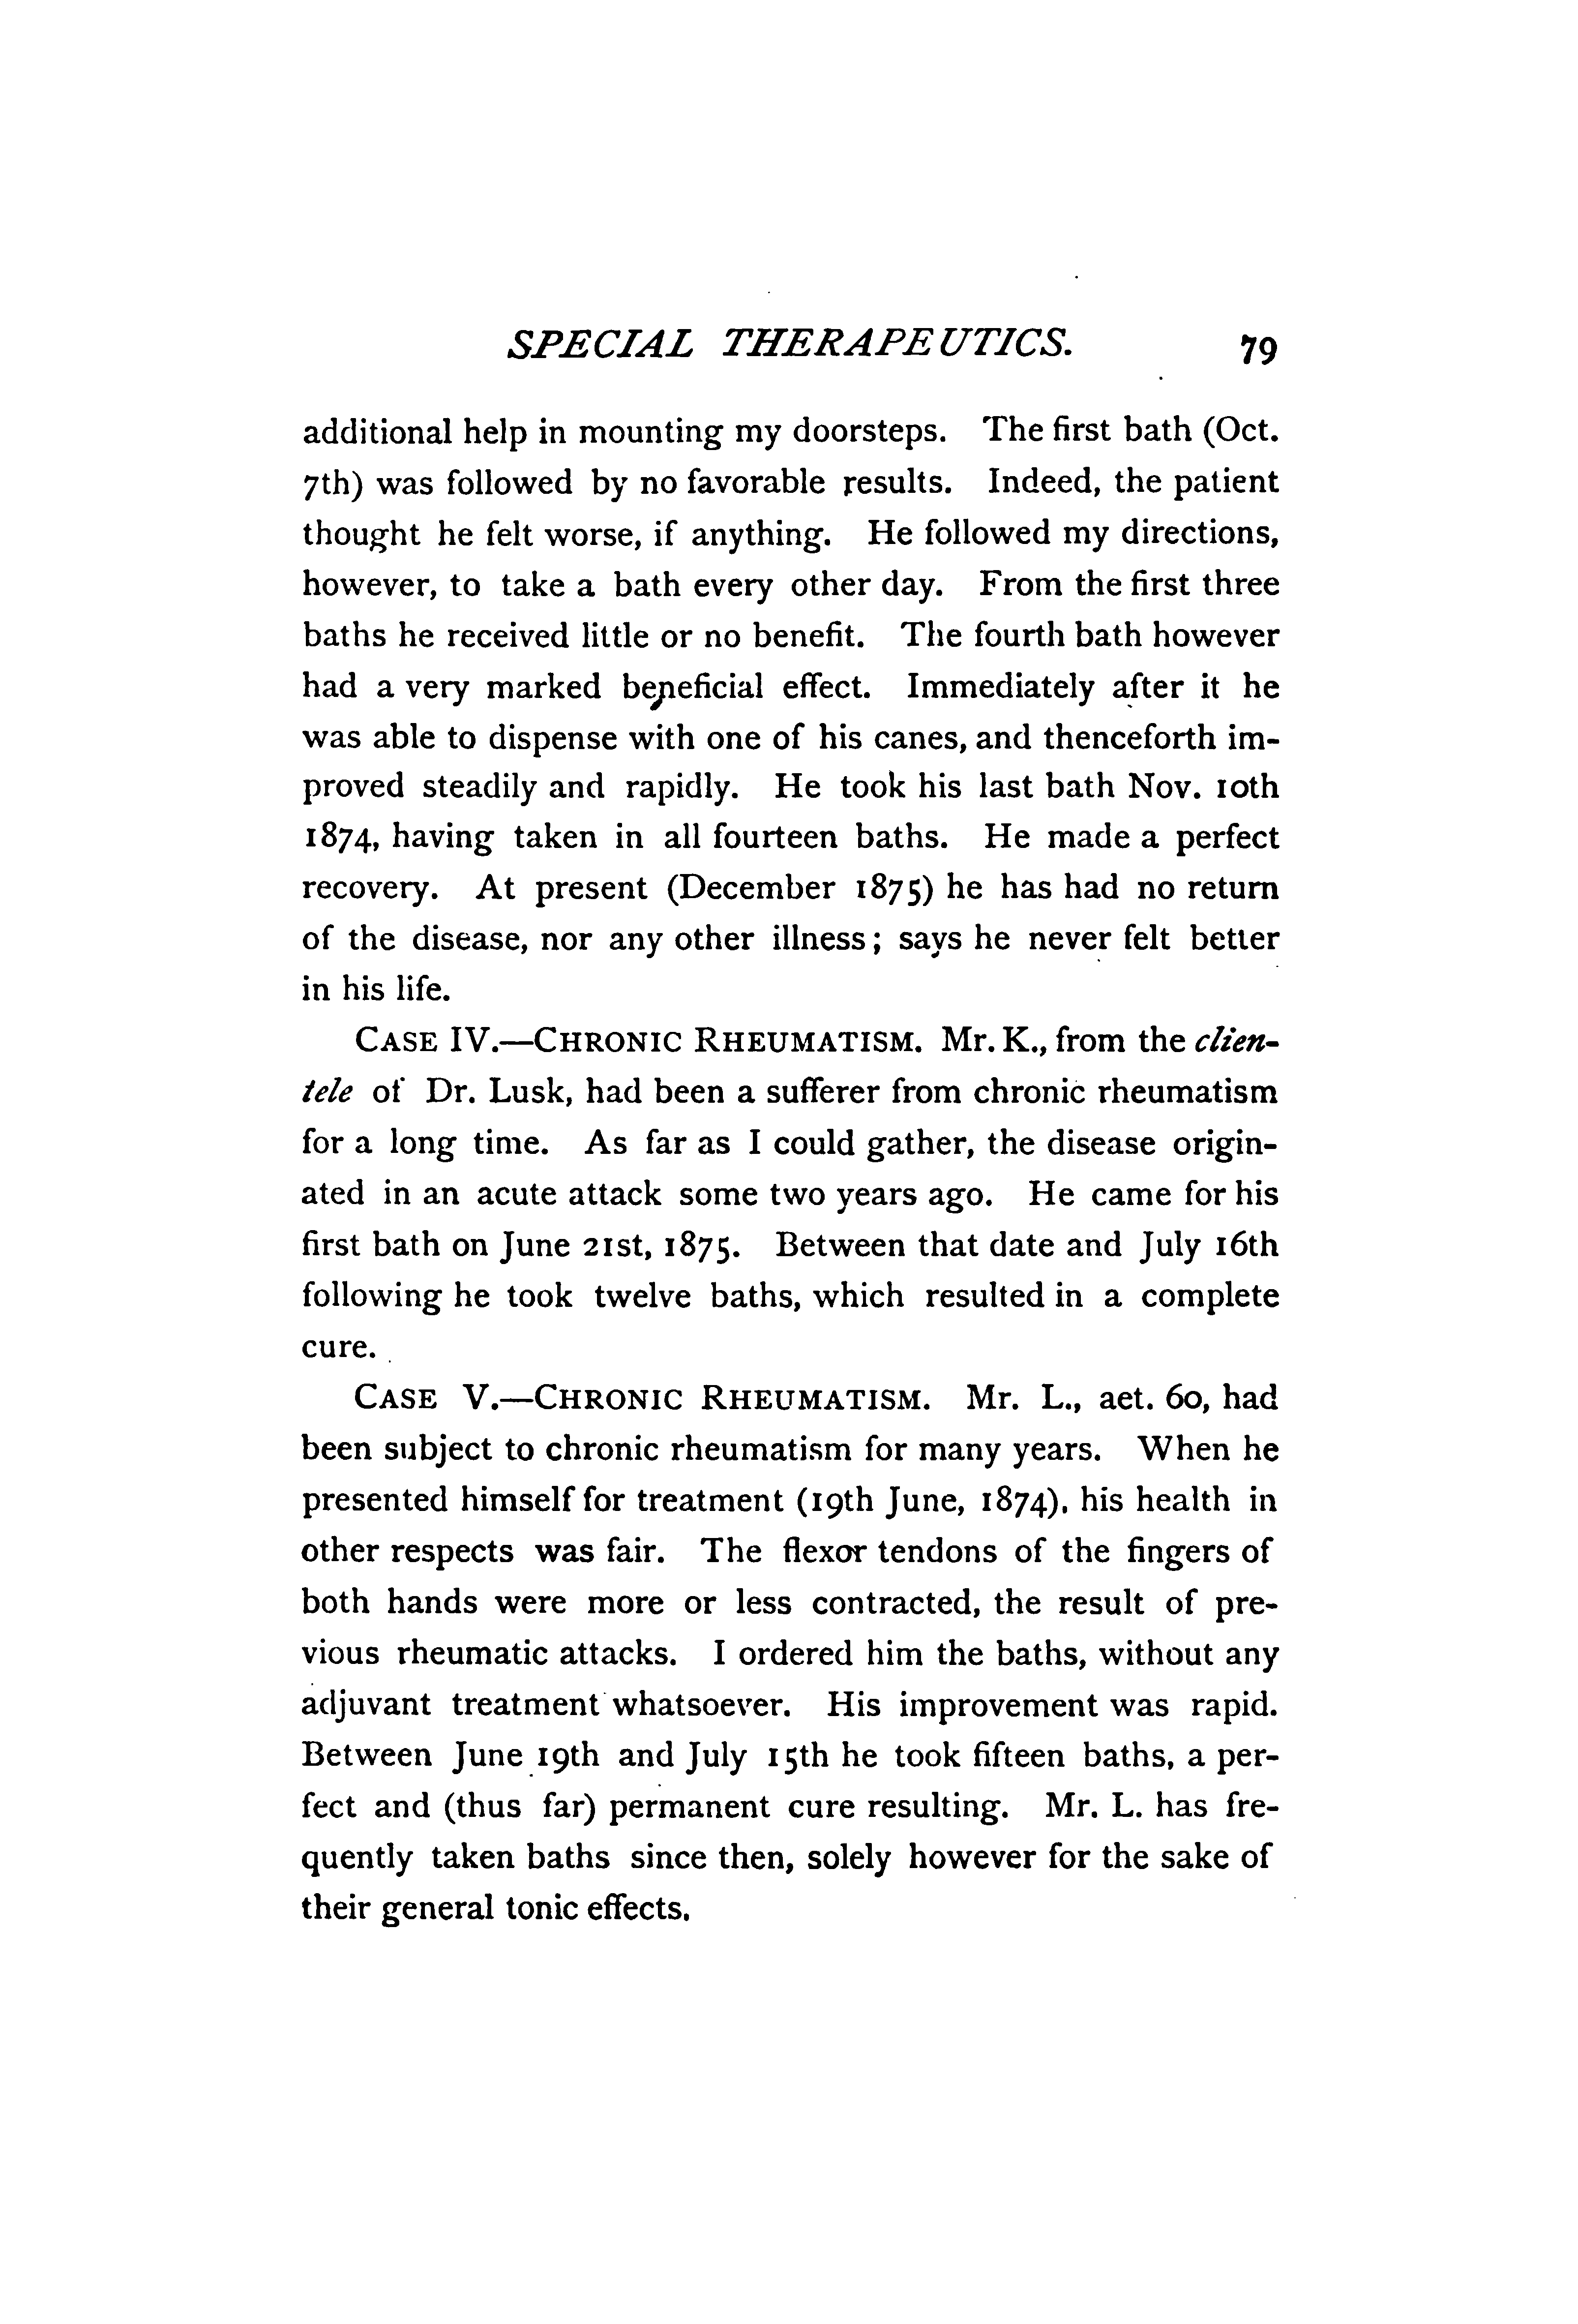 SPECIAL THERAPEUTICS. 79
additional help in mounting my doorsteps. The first bath (Oct.
7th) was followed by no favorable results. Indeed, the patient
thought he felt worse, if anything. He followed my directions,
however, to take a bath every other day. From the first three
baths he received little or no benefit. The fourth bath however
had a very marked beneficial effect. Immediately after it he
was able to dispense with one of his canes, and thenceforth im-
proved steadily and rapidly. He took his last bath Nov. 10th
1874, having taken in all fourteen baths. He made a perfect
recovery. At present (December 1875) he has had no return
of the disease, nor any other illness; says he never felt better
in his life.
CASE IV.—CHRONIC RHEUMATISM. Mr. K., from the clien-
tele of Dr. Lusk, had been a sufferer from chronic rheumatism
for a long time. As far as I could gather, the disease origin-
ated in an acute attack some two years ago. He came for his
first bath on June 21st, 1875. Between that date and July 16th
following he took twelve baths, which resulted in a complete
cure.
CASE V.—CHRONIC RHEUMATISM. Mr. L., aet. 60, had
been subject to chronic rheumatism for many years. When he
presented himself for treatment (19th June, 1874), his health in
other respects was fair. The flexor tendons of the fingers of
both hands were more or less contracted, the result of pre-
vious rheumatic attacks. I ordered him the baths, without any
adjuvant treatment whatsoever. His improvement was rapid.
Between June 19th and July 15th he took fifteen baths, a per-
fect and (thus far) permanent cure resulting. Mr. L. has fre-
quently taken baths since then, solely however for the sake of
their general tonic effects.